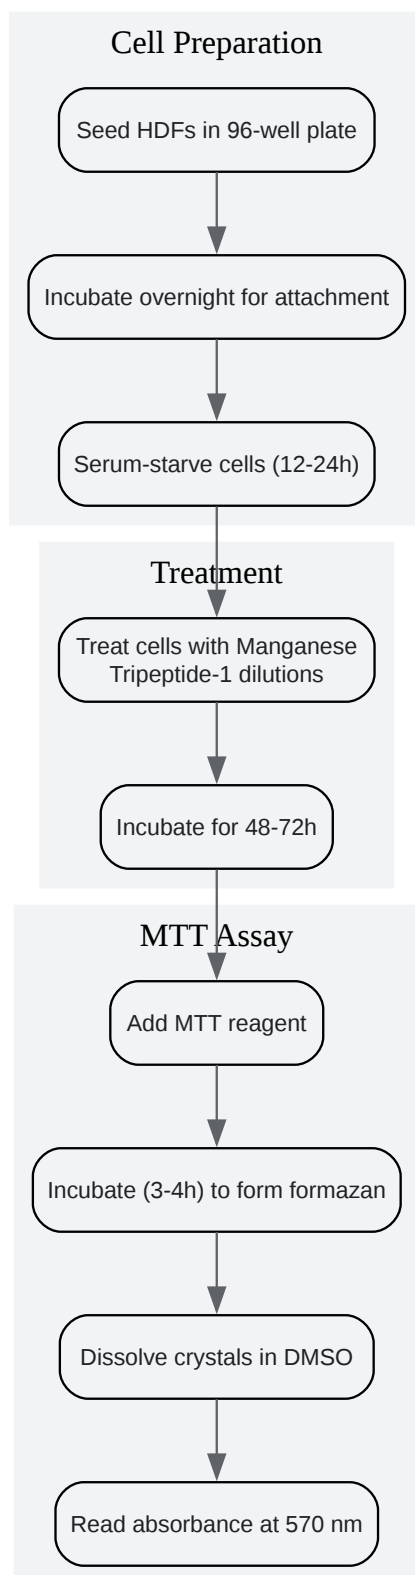 Cell Preparation
Seed HDFs in 96-well plate
Incubate overnight for attachment
Serum-starve cells (12-24h)
Treatment
Treat cells with Manganese
Tripeptide-1 dilutions
Incubate for 48-72h
MTT Assay
Add MTT reagent
Incubate (3-4h) to form formazan
Dissolve crystals in DMSO
Read absorbance at 570 nm